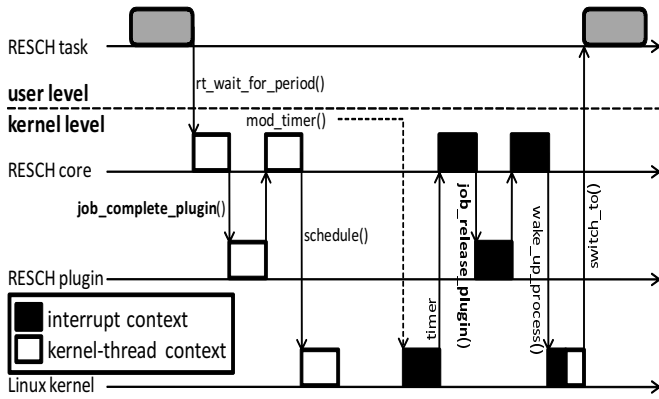 RESCH task
rt_wait_for_period()
user level
kernel level
mod_timer()
RESCH core
job_complete_plugin()
schedule()
timer
job_release_plugin()
wake_up_process()
switch_to()
RESCH plugin
interrupt context
kernel-thread context
Linux kernel